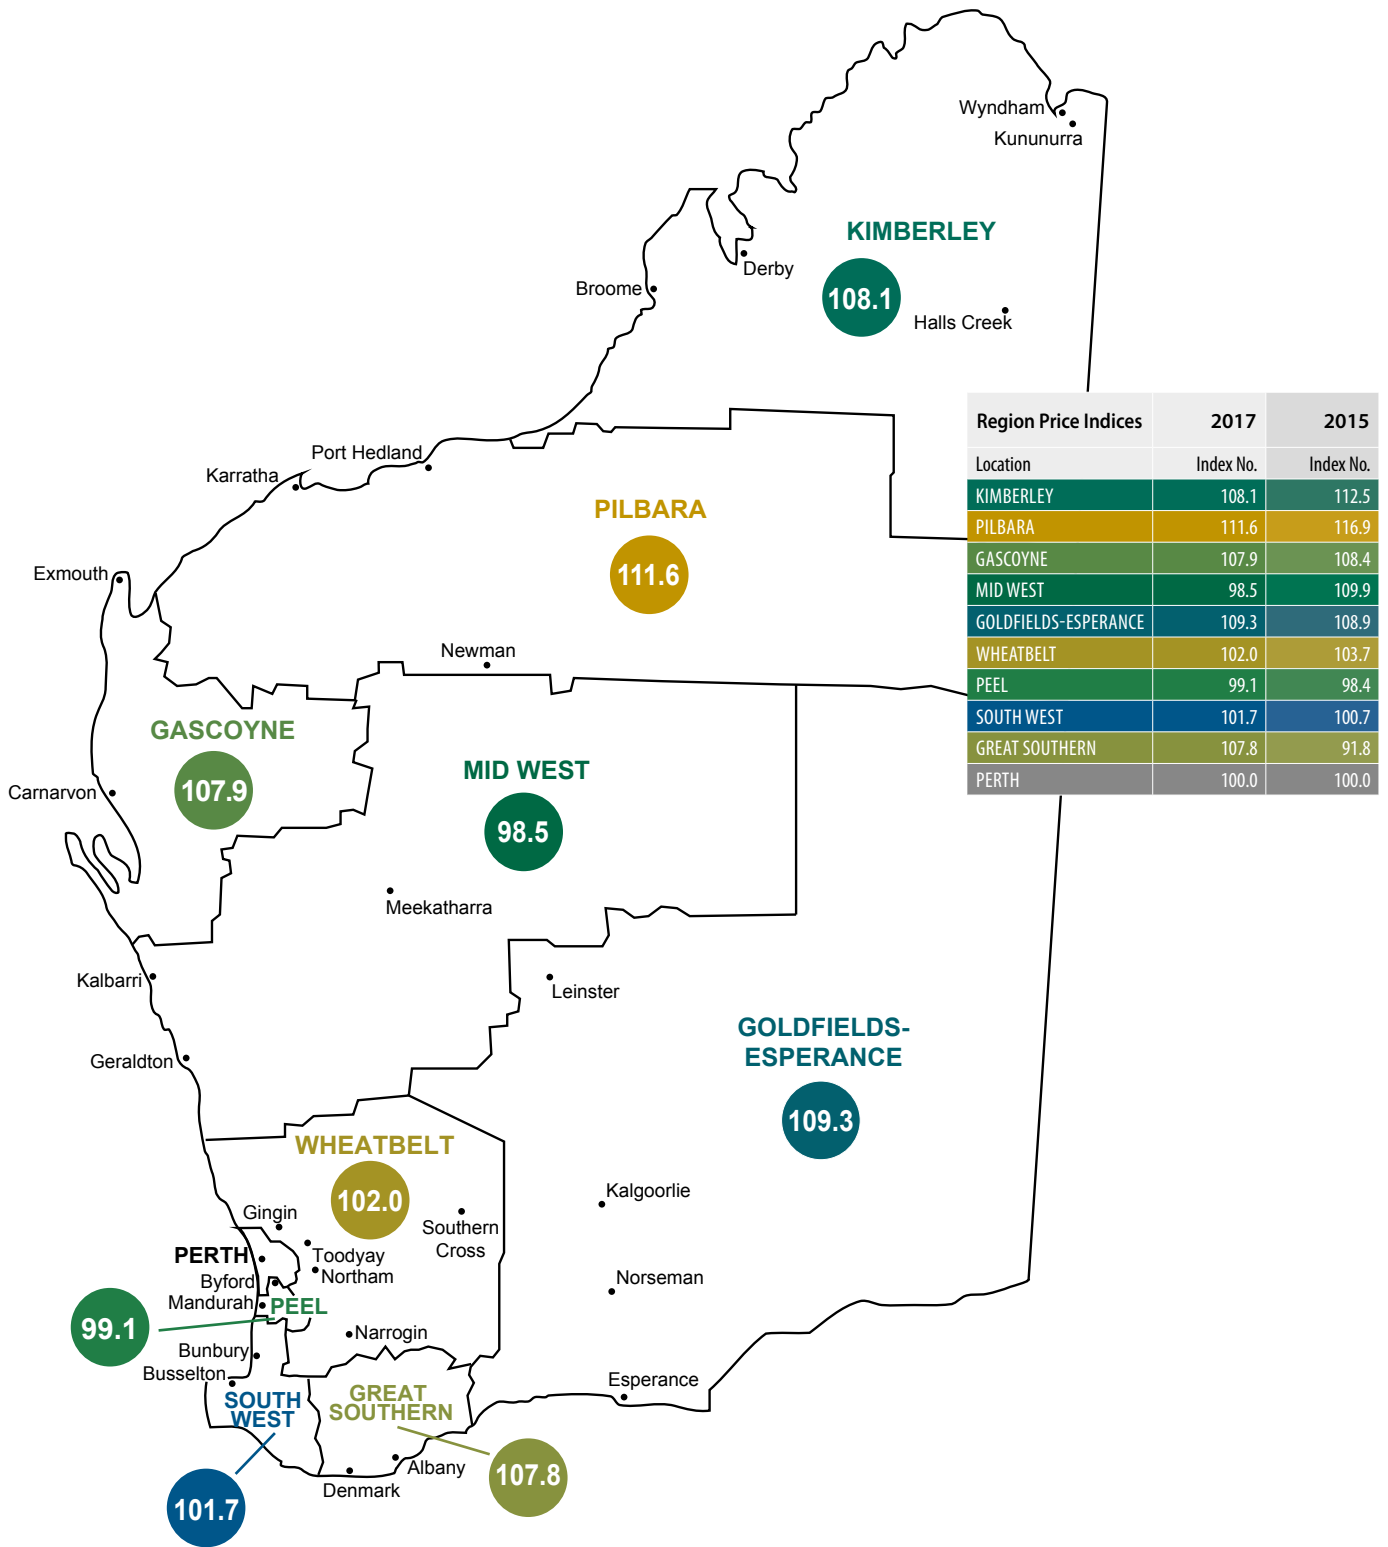 Wyndham
Kununurra
KIMBERLEY
Derby
Broome
108.1
Halls Creek
Region Price Indices 2017 2015
Location Index No. Index No.
KIMBERLEY 108.1 112.5
PILBARA 111.6 116.9
GASCOYNE 107.9 108.4
MID WEST 98.5 109.9
GOLDFIELDS-ESPERANCE 109.3 108.9
WHEATBELT 102.0 103.7
PEEL 99.1 98.4
SOUTH WEST 101.7 100.7
GREAT SOUTHERN 107.8 91.8
PERTH 100.0 100.0
Port Hedland
Karratha
PILBARA
111.6
Exmouth
Newman
GASCOYNE
107.9
MID WEST
98.5
Carnarvon
Meekatharra
Kalbarri
Leinster
GOLDFIELDS-
ESPERANCE
109.3
Geraldton
WHEATBELT
102.0
Kalgoorlie
Gingin
Southern
Cross
PERTH
Toodyay
Northam
Byford
Mandurah
PEEL
99.1
Norseman
Narrogin
Bunbury
Busselton
Esperance
SOUTH
WEST
GREAT
SOUTHERN
Albany
107.8
Denmark
101.7